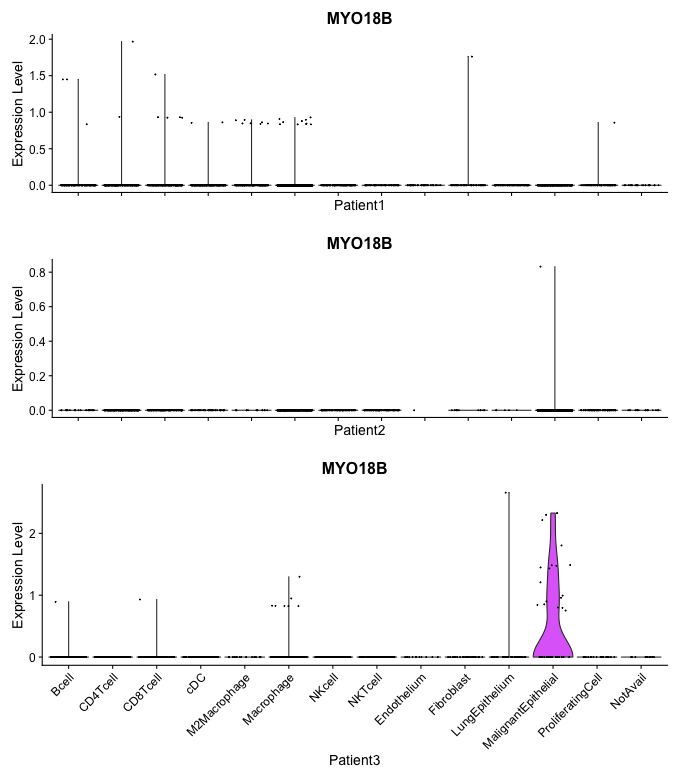 MYO18B
Expression Level
2.0
1.5
1.0
0.5
0.0
Patient1
MYO18B
Expression Level
0.8
0.6
0.4
0.2
0.0
Patient2
MYO18B
Expression Level
2
1
0
Bcell
CD4Tcell
CD8Tcell
cDC
M2Macrophage
Macrophage
NKcell
NKTcell
Endothelium
Fibroblast
LungEpithelium
MalignantEpithelial
ProliferatingCell
NotAvail
Patient3